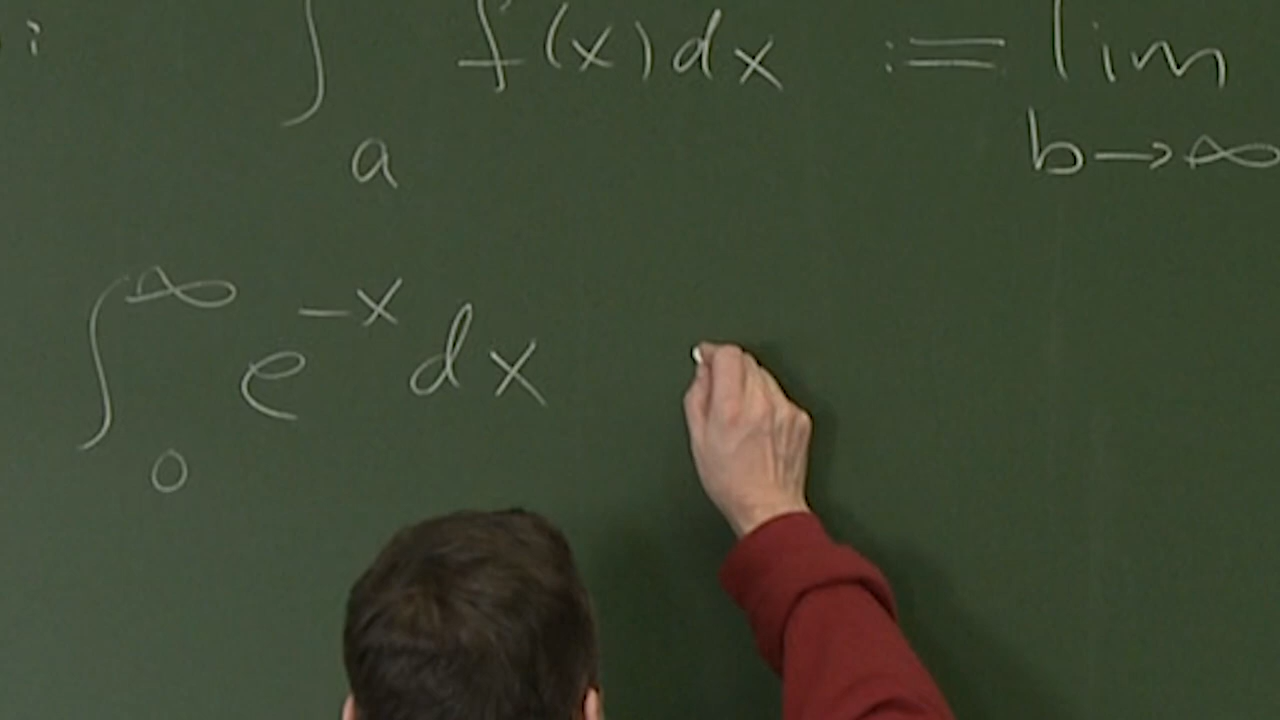 : ∫ₐ f(x)dx := lim b→∞
∫₀^∞ e^{-x} dx